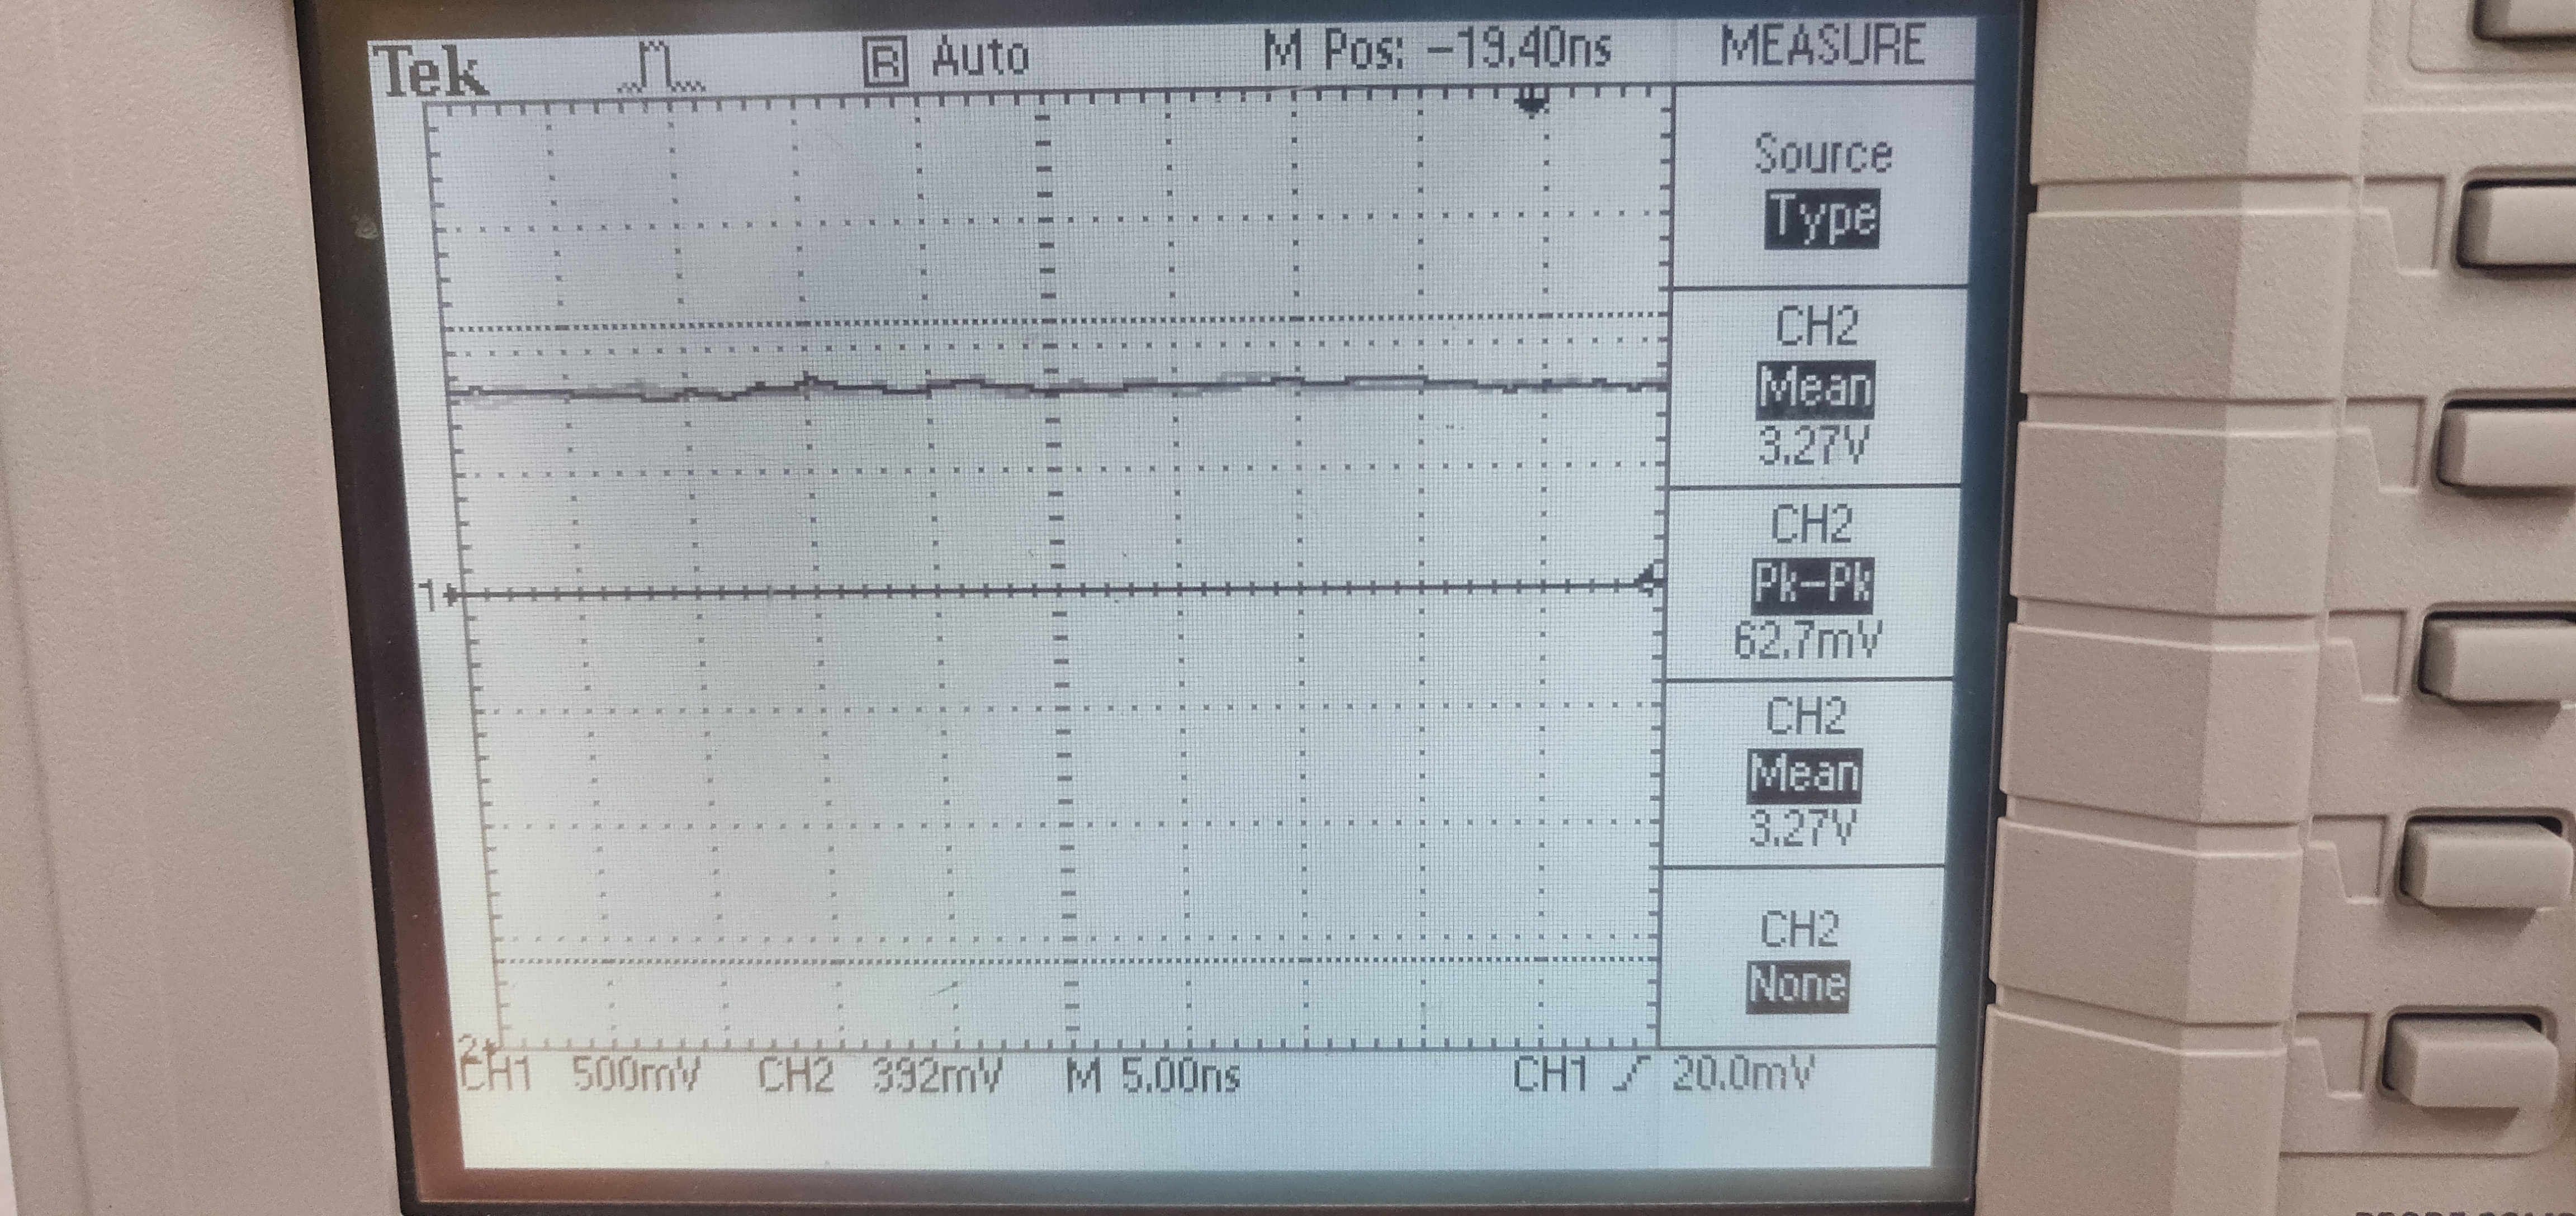 Tek R Auto M Pos: -19.40ns MEASURE
Source
Type
CH2
Mean
3.27V
CH2
Pk-Pk
62.7mV
CH2
Mean
3.27V
CH2
None
1
2
CH1 500mV CH2 392mV M 5.00ns CH1 20.0mV